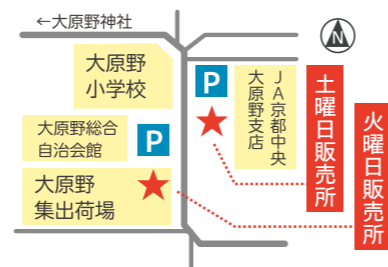 ←大原野神社
N
大原野
小学校
P
JA京都中央
大原野支店
土曜日販売所
火曜日販売所
大原野総合
自治会館
P
大原野
集出荷場